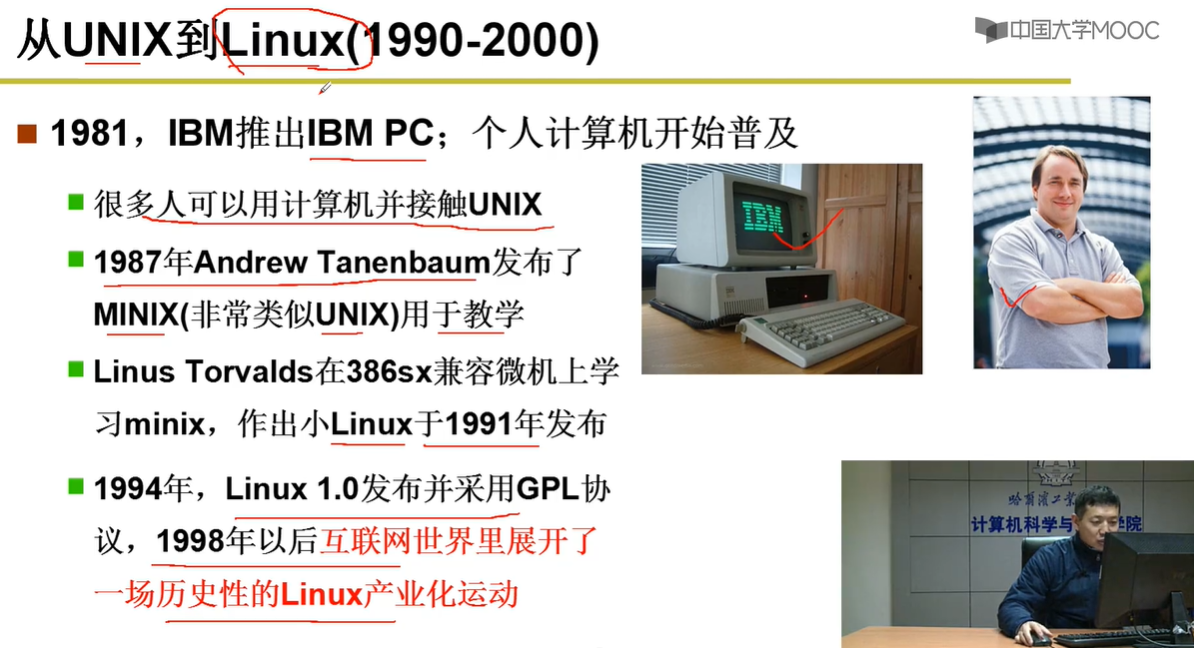 从UNIX到Linux(1990-2000)
中国大学MOOC
1981，IBM推出IBM PC；个人计算机开始普及
很多人可以用计算机并接触UNIX
1987年Andrew Tanenbaum发布了
MINIX(非常类似UNIX)用于教学
Linus Torvalds在386sx兼容微机上学
习minix，作出小Linux于1991年发布
1994年，Linux 1.0发布并采用GPL协
议，1998年以后互联网世界里展开了
一场历史性的Linux产业化运动
IBM
哈尔滨工业
计算机科学与学院